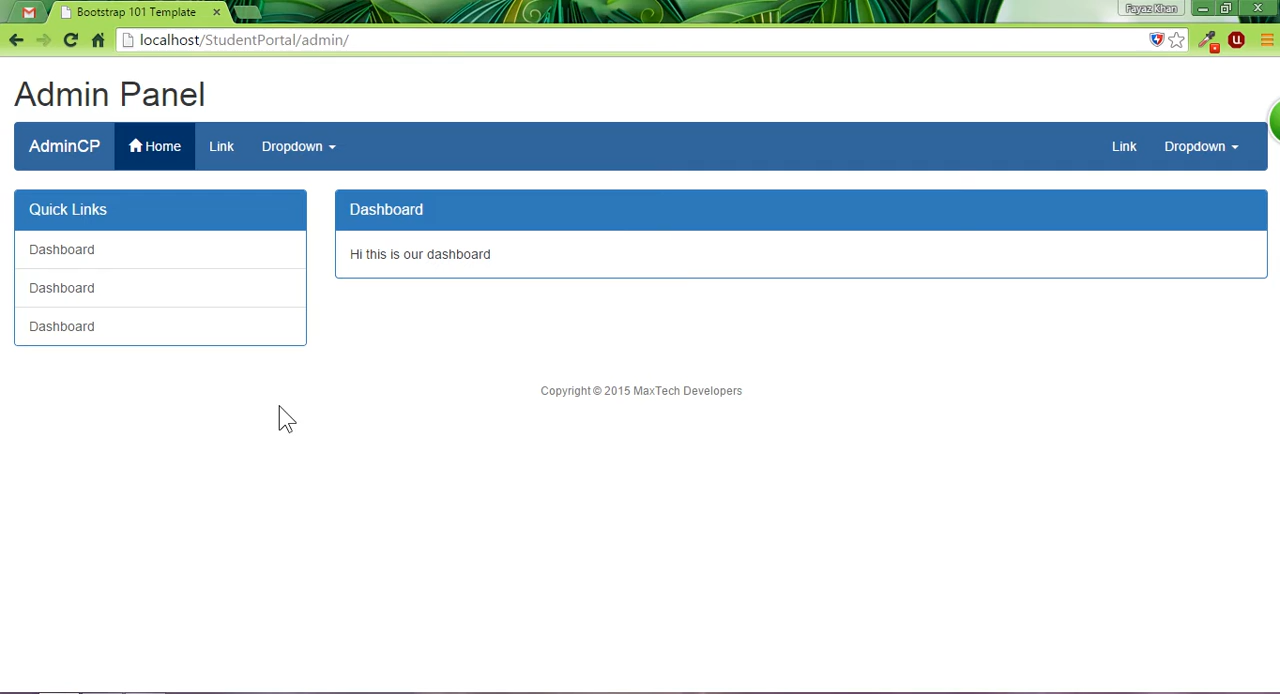 Bootstrap 101 Template
Fayaz Khan
localhost/StudentPortal/admin/
Admin Panel
AdminCP Home Link Dropdown Link Dropdown
Quick Links
Dashboard
Dashboard
Dashboard
Dashboard
Hi this is our dashboard
Copyright © 2015 MaxTech Developers